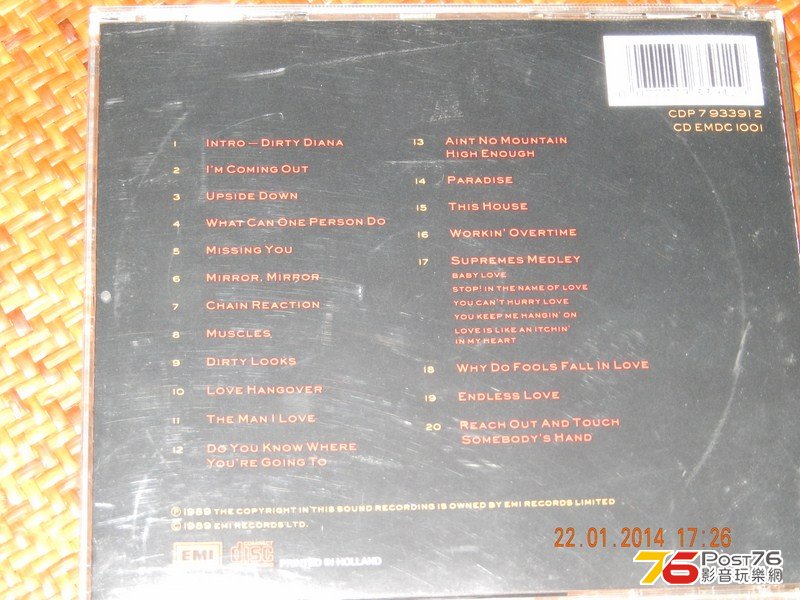 CDP 7 93391 2
CD EMDC 1001
1 INTRO – DIRTY DIANA
2 I'M COMING OUT
3 UPSIDE DOWN
4 WHAT CAN ONE PERSON DO
5 MISSING YOU
6 MIRROR, MIRROR
7 CHAIN REACTION
8 MUSCLES
9 DIRTY LOOKS
10 LOVE HANGOVER
11 THE MAN I LOVE
12 DO YOU KNOW WHERE
YOU'RE GOING TO
13 AINT NO MOUNTAIN
HIGH ENOUGH
14 PARADISE
15 THIS HOUSE
16 WORKIN' OVERTIME
17 SUPREMES MEDLEY
BABY LOVE
STOP! IN THE NAME OF LOVE
YOU CAN'T HURRY LOVE
YOU KEEP ME HANGIN' ON
LOVE IS LIKE AN ITCHIN'
IN MY HEART
18 WHY DO FOOLS FALL IN LOVE
19 ENDLESS LOVE
20 REACH OUT AND TOUCH
SOMEBODY'S HAND
℗ 1989 THE COPYRIGHT IN THIS SOUND RECORDING IS OWNED BY EMI RECORDS LIMITED
© 1989 EMI RECORDS LTD.
EMI disc PRINTED IN HOLLAND
22.01.2014 17:26
76 Post76
影音玩樂網